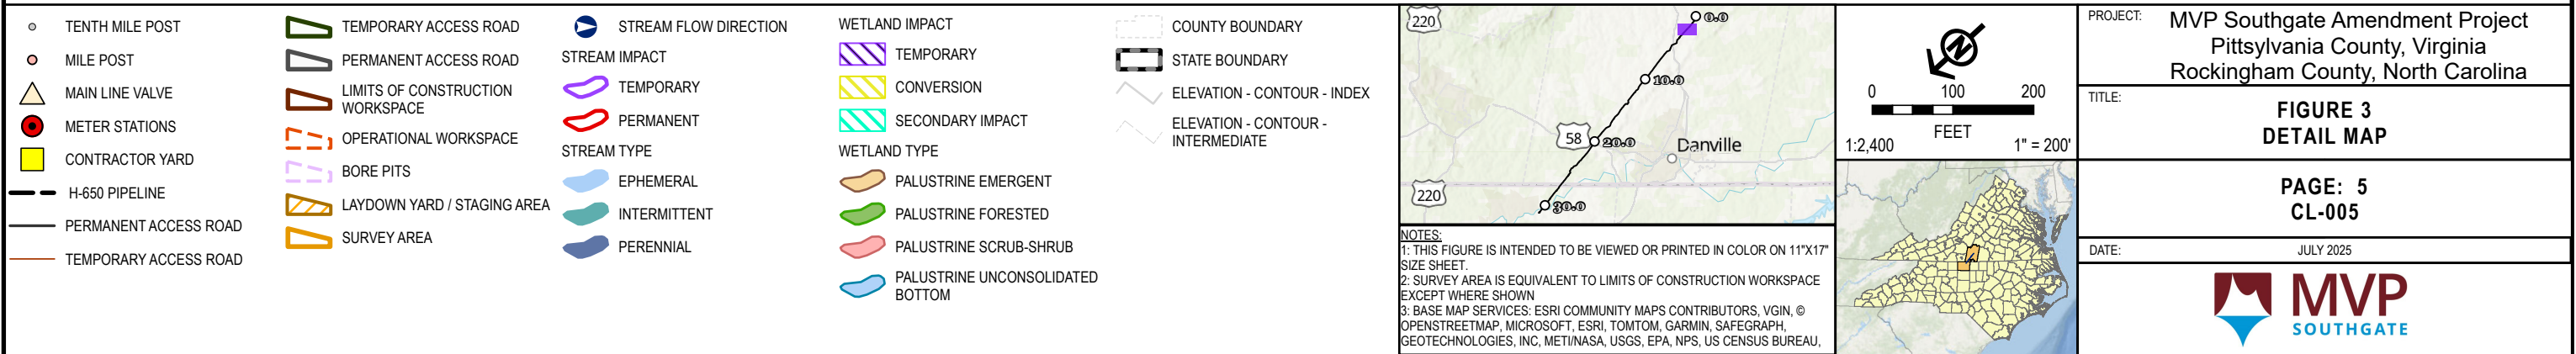 TENTH MILE POST
MILE POST
MAIN LINE VALVE
METER STATIONS
CONTRACTOR YARD
H-650 PIPELINE
PERMANENT ACCESS ROAD
TEMPORARY ACCESS ROAD
TEMPORARY ACCESS ROAD
PERMANENT ACCESS ROAD
LIMITS OF CONSTRUCTION
WORKSPACE
OPERATIONAL WORKSPACE
BORE PITS
LAYDOWN YARD / STAGING AREA
SURVEY AREA
STREAM FLOW DIRECTION
STREAM IMPACT
TEMPORARY
PERMANENT
STREAM TYPE
EPHEMERAL
INTERMITTENT
PERENNIAL
WETLAND IMPACT
TEMPORARY
CONVERSION
SECONDARY IMPACT
WETLAND TYPE
PALUSTRINE EMERGENT
PALUSTRINE FORESTED
PALUSTRINE SCRUB-SHRUB
PALUSTRINE UNCONSOLIDATED
BOTTOM
COUNTY BOUNDARY
STATE BOUNDARY
ELEVATION - CONTOUR - INDEX
ELEVATION - CONTOUR -
INTERMEDIATE
220
0.0
10.0
58
20.0
Danville
220
30.0
NOTES:
1: THIS FIGURE IS INTENDED TO BE VIEWED OR PRINTED IN COLOR ON 11"X17"
SIZE SHEET.
2: SURVEY AREA IS EQUIVALENT TO LIMITS OF CONSTRUCTION WORKSPACE
EXCEPT WHERE SHOWN
3: BASE MAP SERVICES: ESRI COMMUNITY MAPS CONTRIBUTORS, VGIN, ©
OPENSTREETMAP, MICROSOFT, ESRI, TOMTOM, GARMIN, SAFEGRAPH,
GEOTECHNOLOGIES, INC, METI/NASA, USGS, EPA, NPS, US CENSUS BUREAU,
N
0 100 200
FEET
1:2,400 1" = 200'
PROJECT: MVP Southgate Amendment Project
Pittsylvania County, Virginia
Rockingham County, North Carolina
TITLE:
FIGURE 3
DETAIL MAP
PAGE: 5
CL-005
DATE: JULY 2025
MVP
SOUTHGATE